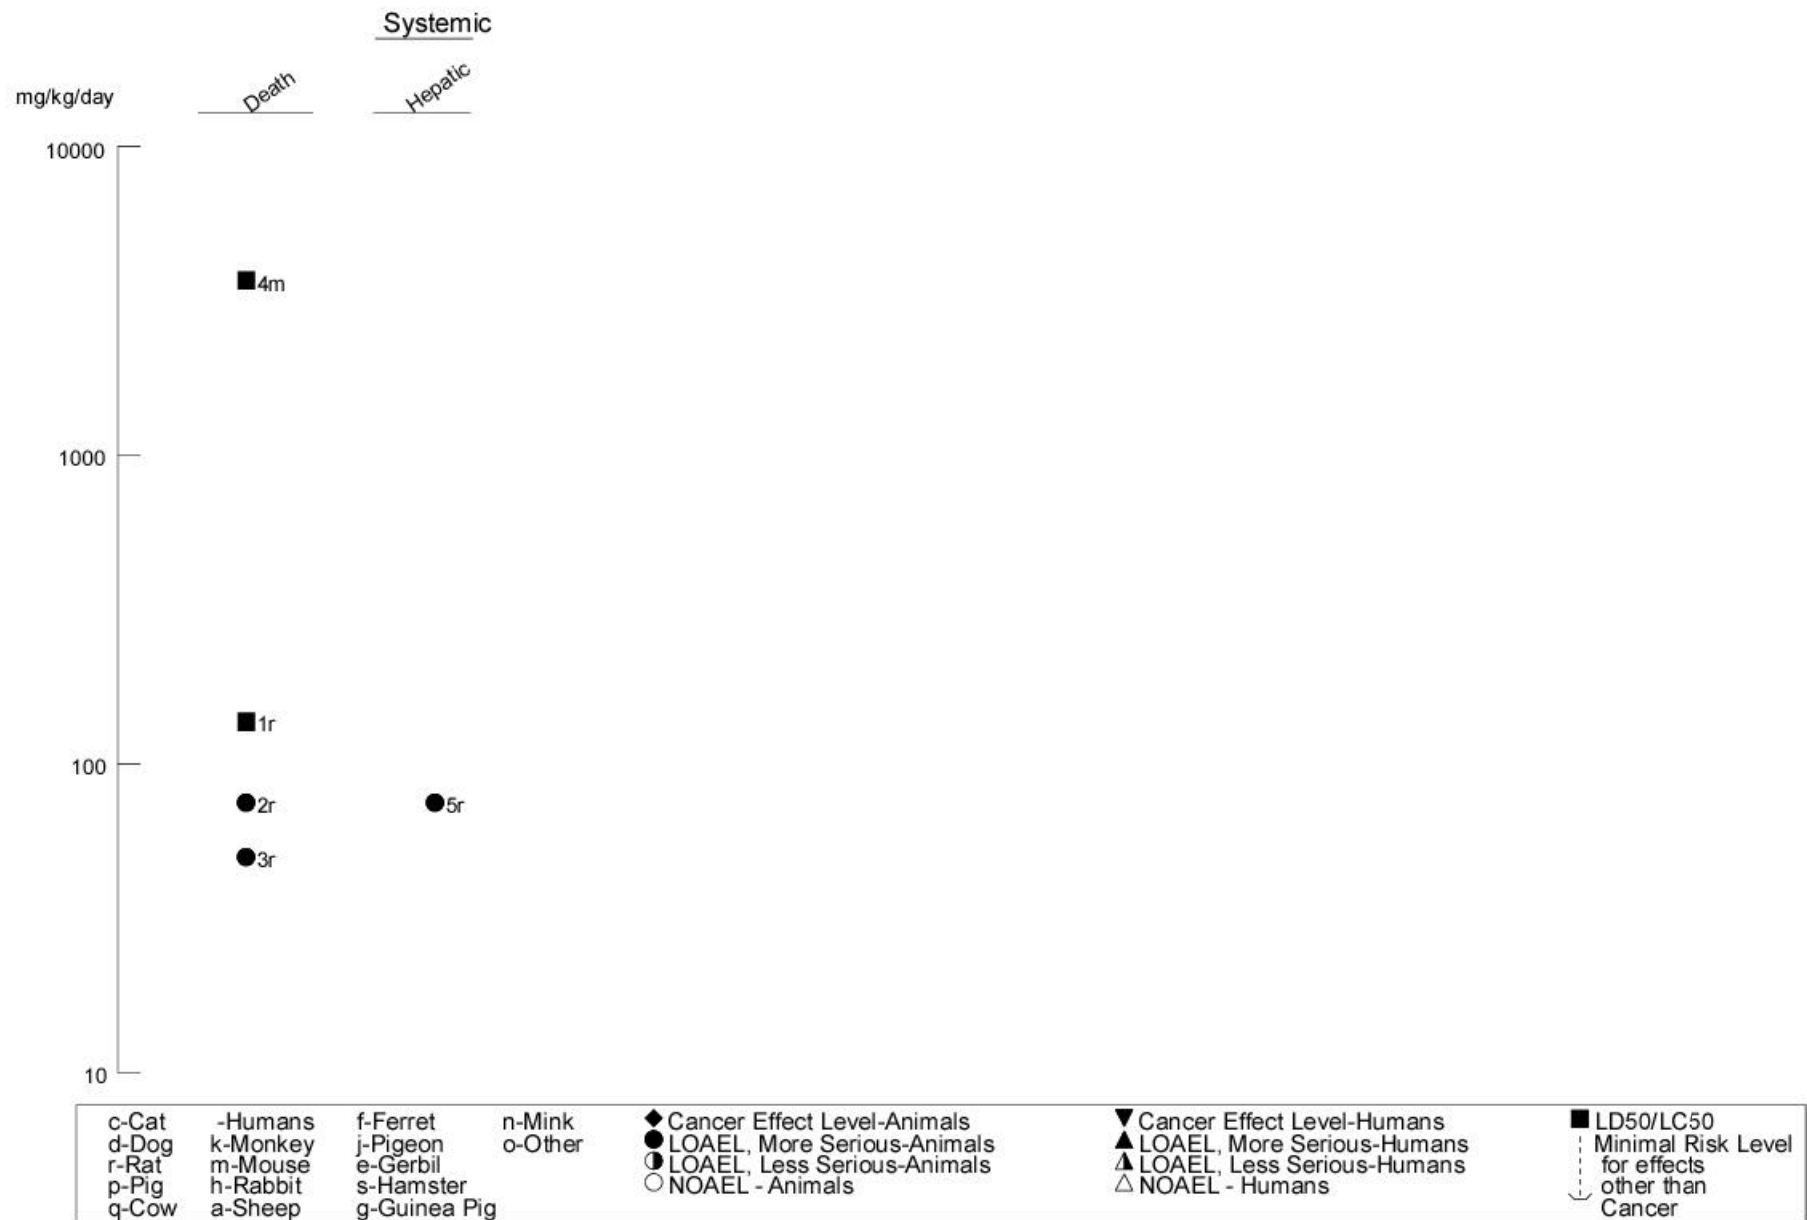 Systemic
mg/kg/day
Death
Hepatic
10000
4m
1000
1r
100
2r
5r
3r
10
c-Cat -Humans f-Ferret n-Mink
d-Dog k-Monkey j-Pigeon o-Other
r-Rat m-Mouse e-Gerbil
p-Pig h-Rabbit s-Hamster
q-Cow a-Sheep g-Guinea Pig
Cancer Effect Level-Animals
LOAEL, More Serious-Animals
LOAEL, Less Serious-Animals
NOAEL - Animals
Cancer Effect Level-Humans
LOAEL, More Serious-Humans
LOAEL, Less Serious-Humans
NOAEL - Humans
LD50/LC50
Minimal Risk Level
for effects
other than
Cancer